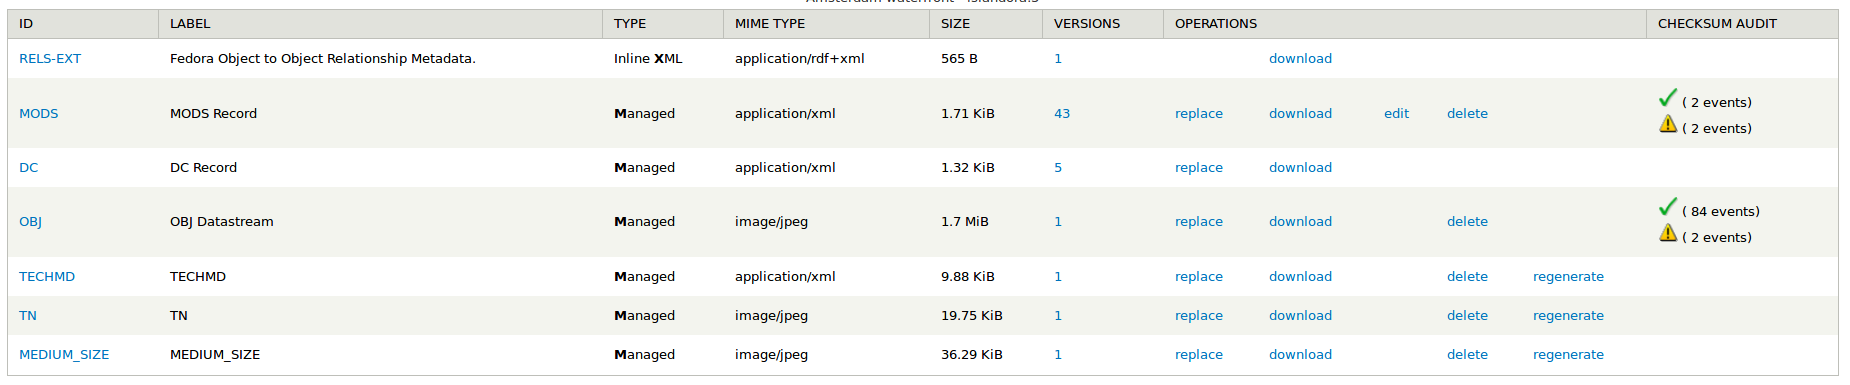 Amsterdam waterfront - islandora:5
ID LABEL TYPE MIME TYPE SIZE VERSIONS OPERATIONS CHECKSUM AUDIT
RELS-EXT Fedora Object to Object Relationship Metadata. Inline XML application/rdf+xml 565 B 1 download
MODS MODS Record Managed application/xml 1.71 KiB 43 replace download edit delete ( 2 events)
( 2 events)
DC DC Record Managed application/xml 1.32 KiB 5 replace download
OBJ OBJ Datastream Managed image/jpeg 1.7 MiB 1 replace download delete ( 84 events)
( 2 events)
TECHMD TECHMD Managed application/xml 9.88 KiB 1 replace download delete regenerate
TN TN Managed image/jpeg 19.75 KiB 1 replace download delete regenerate
MEDIUM_SIZE MEDIUM_SIZE Managed image/jpeg 36.29 KiB 1 replace download delete regenerate